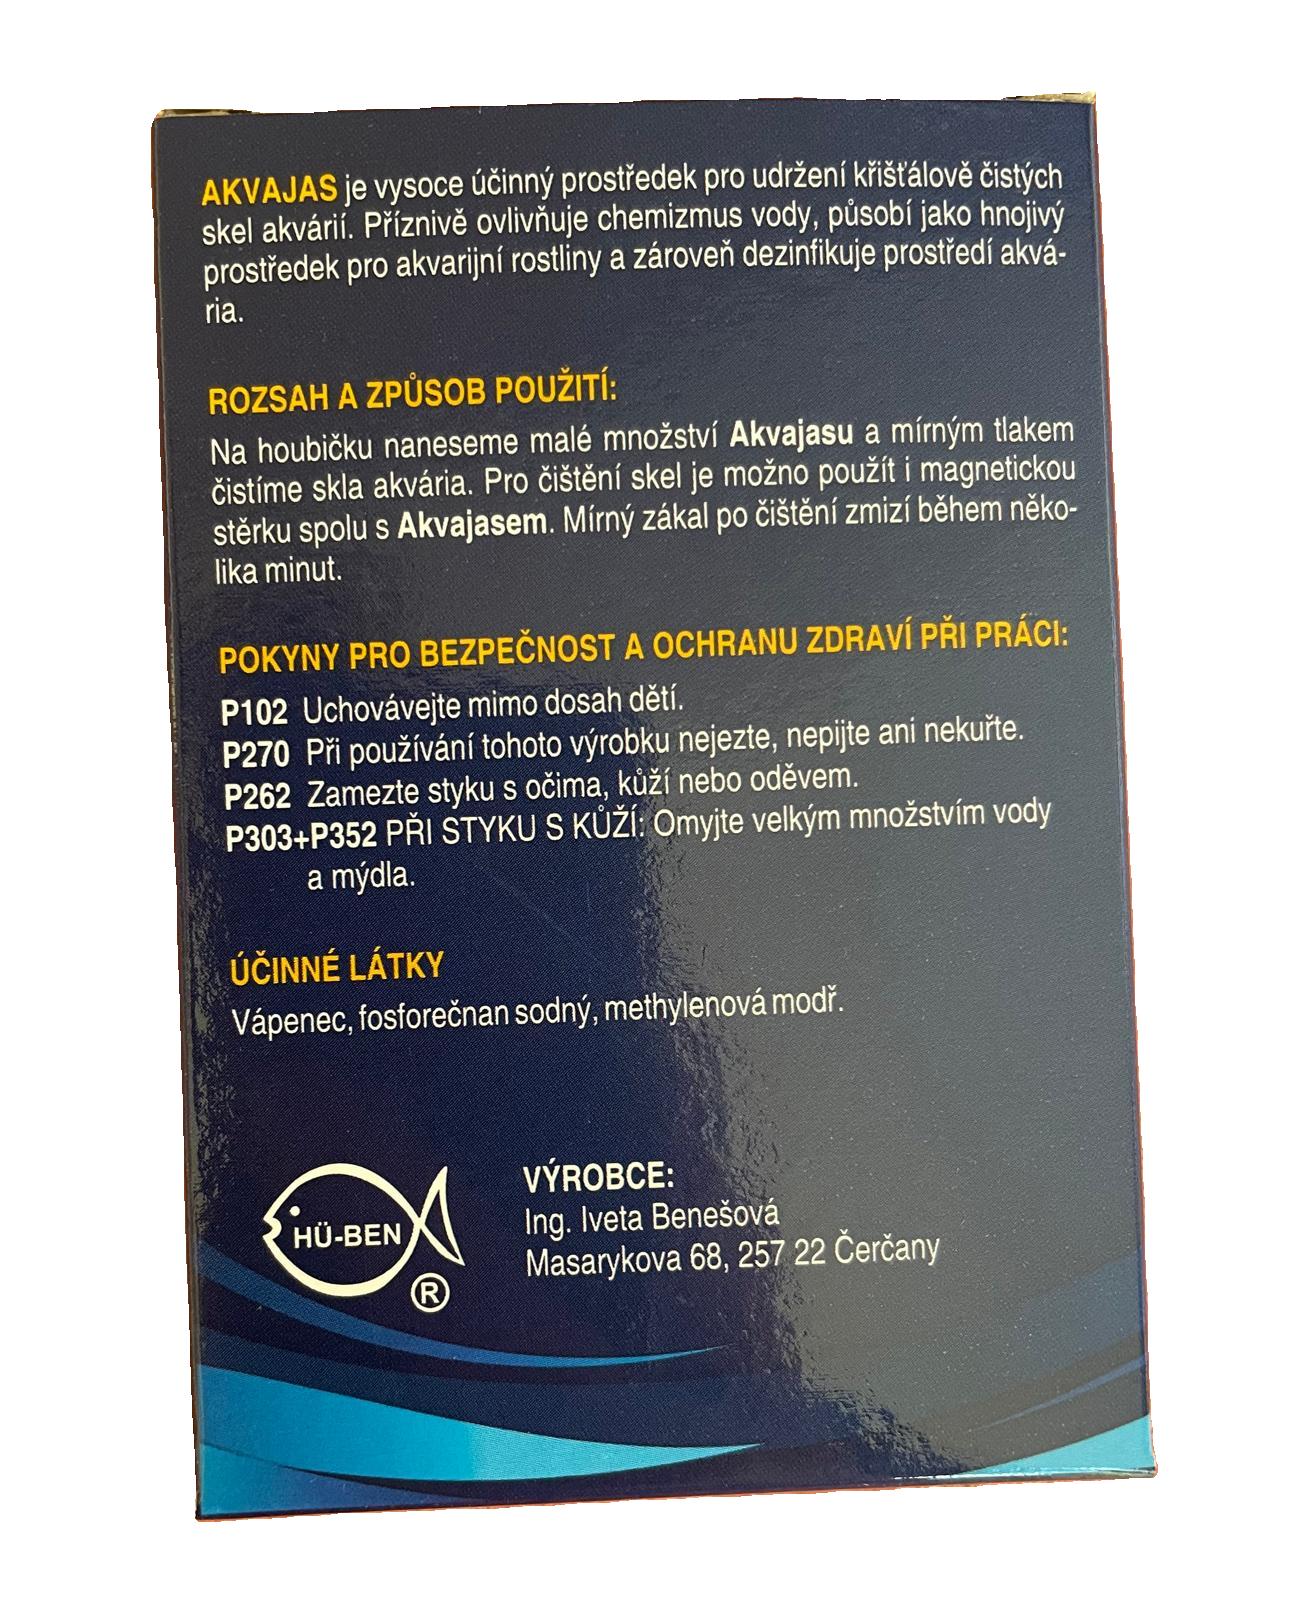 AKVAJAS je vysoce účinný prostředek pro udržení křišťálově čistých
skel akvárií. Příznivě ovlivňuje chemizmus vody, působí jako hnojivý
prostředek pro akvarijní rostliny a zároveň dezinfikuje prostředí akvá-
ria.
ROZSAH A ZPŮSOB POUŽITÍ:
Na houbičku naneseme malé množství Akvajasu a mírným tlakem
čistíme skla akvária. Pro čištění skel je možno použít i magnetickou
stěrku spolu s Akvajasem. Mírný zákal po čištění zmizí během něko-
lika minut.
POKYNY PRO BEZPEČNOST A OCHRANU ZDRAVÍ PŘI PRÁCI:
P102 Uchovávejte mimo dosah dětí.
P270 Při používání tohoto výrobku nejezte, nepijte ani nekuřte.
P262 Zamezte styku s očima, kůží nebo oděvem.
P303+P352 PŘI STYKU S KŮŽÍ: Omyjte velkým množstvím vody
a mýdla.
ÚČINNÉ LÁTKY
Vápenec, fosforečnan sodný, methylenová modř.
HÜ-BEN
®
VÝROBCE:
Ing. Iveta Benešová
Masarykova 68, 257 22 Čerčany